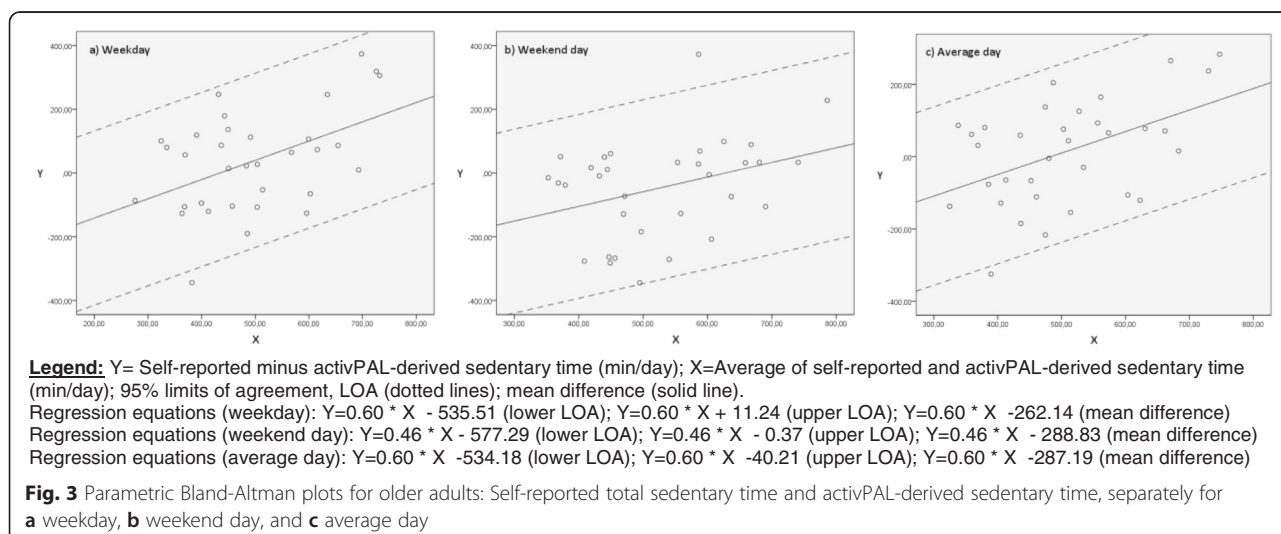 a) Weekday
400,00
200,00
Y
,00
-200,00
-400,00
200,00 300,00 400,00 500,00 600,00 700,00 800,00
X
b) Weekend day
400,00
200,00
Y
,00
-200,00
-400,00
300,00 400,00 500,00 600,00 700,00 800,00
X
c) Average day
200,00
Y
,00
-200,00
-400,00
300,00 400,00 500,00 600,00 700,00 800,00
X
Legend: Y= Self-reported minus activPAL-derived sedentary time (min/day); X=Average of self-reported and activPAL-derived sedentary time
(min/day); 95% limits of agreement, LOA (dotted lines); mean difference (solid line).
Regression equations (weekday): Y=0.60 * X - 535.51 (lower LOA); Y=0.60 * X + 11.24 (upper LOA); Y=0.60 * X -262.14 (mean difference)
Regression equations (weekend day): Y=0.46 * X - 577.29 (lower LOA); Y=0.46 * X - 0.37 (upper LOA); Y=0.46 * X - 288.83 (mean difference)
Regression equations (average day): Y=0.60 * X -534.18 (lower LOA); Y=0.60 * X -40.21 (upper LOA); Y=0.60 * X -287.19 (mean difference)
Fig. 3 Parametric Bland-Altman plots for older adults: Self-reported total sedentary time and activPAL-derived sedentary time, separately for
a weekday, b weekend day, and c average day